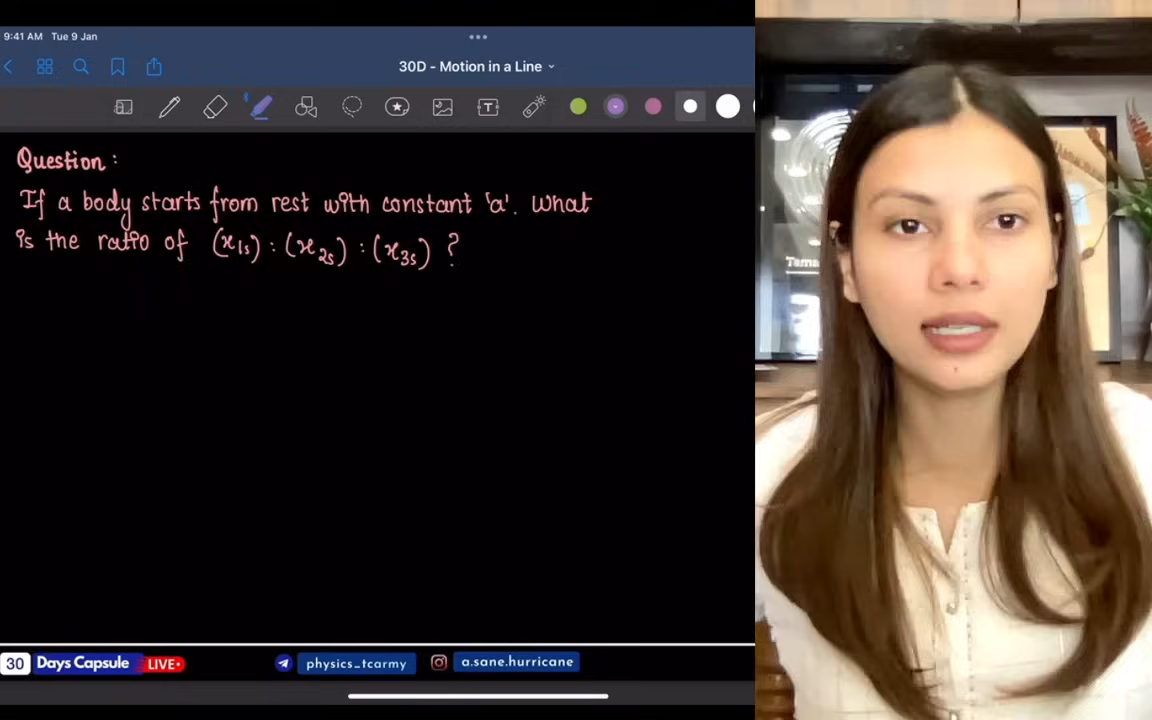 9:41 AM Tue 9 Jan
30D - Motion in a Line
T
Question:
If a body starts from rest with constant 'a'. What
is the ratio of (x1s) : (x2s) : (x3s) ?
30 Days Capsule LIVE
physics_tcarmy
a.sane.hurricane